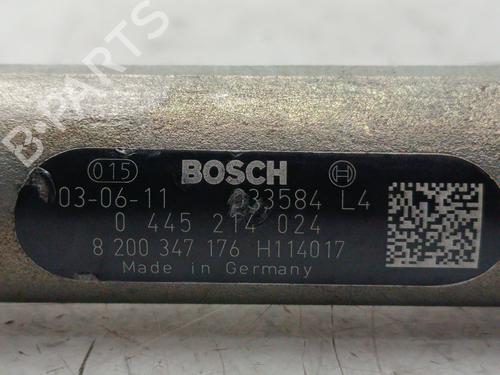 B-PARTS
015 BOSCH H
03-06-11 233584 L4
0 445 214 024
8 200 347 176 H114017
Made in Germany